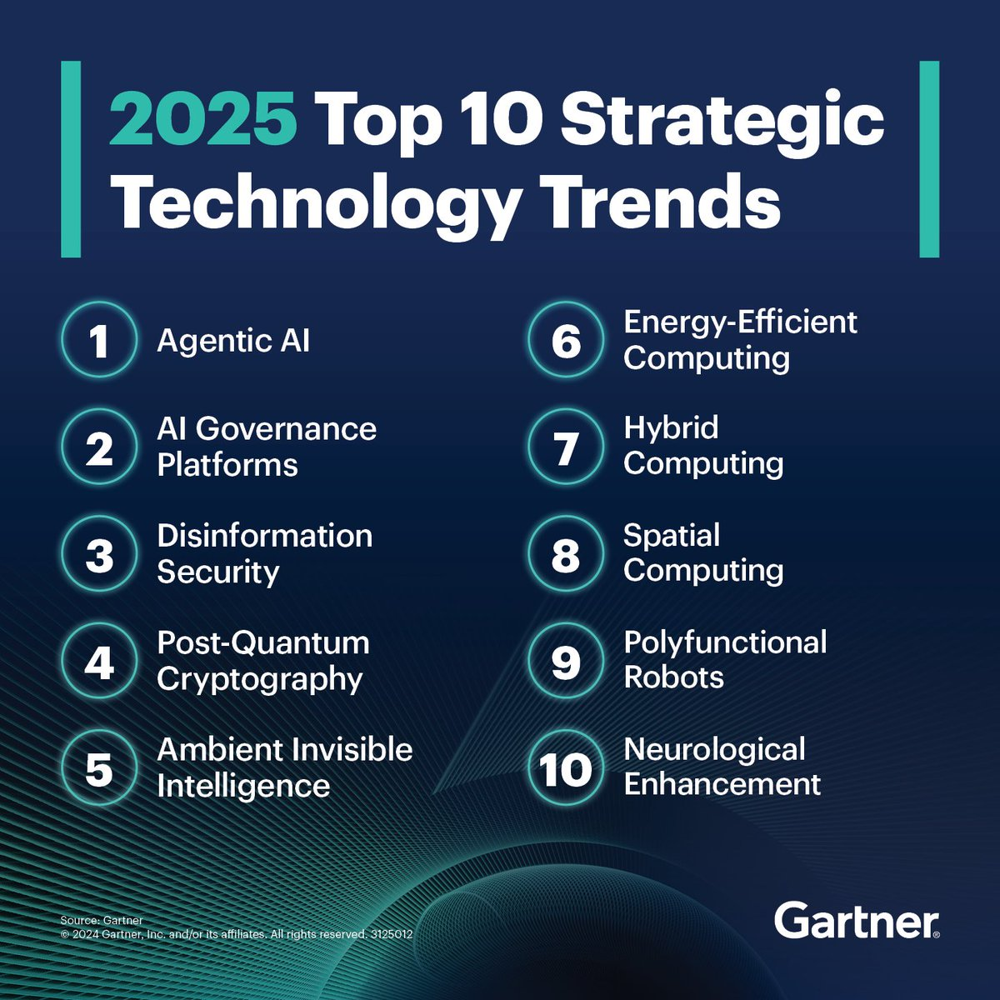 2025 Top 10 Strategic
Technology Trends
1 Agentic AI
2 AI Governance
Platforms
3 Disinformation
Security
4 Post-Quantum
Cryptography
5 Ambient Invisible
Intelligence
6 Energy-Efficient
Computing
7 Hybrid
Computing
8 Spatial
Computing
9 Polyfunctional
Robots
10 Neurological
Enhancement
Source: Gartner
© 2024 Gartner, Inc. and/or its affiliates. All rights reserved. 3125012
Gartner®